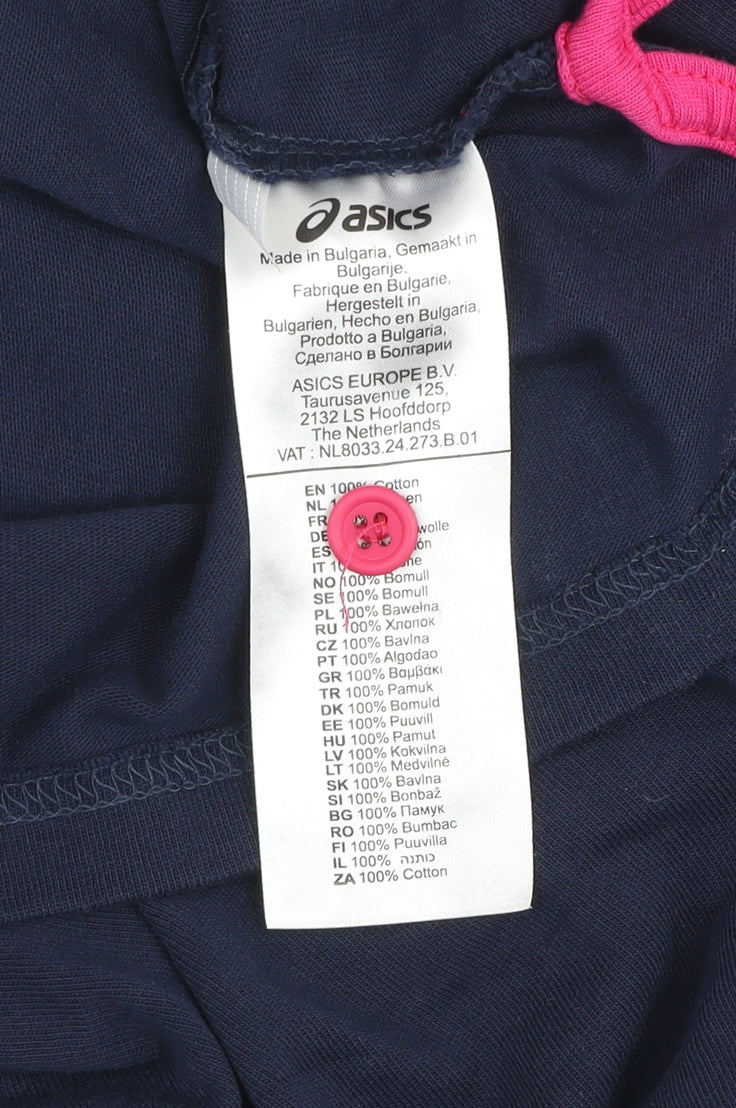 asics
Made in Bulgaria, Gemaakt in
Bulgarije,
Fabrique en Bulgarie,
Hergestelt in
Bulgarien, Hecho en Bulgaria,
Prodotto a Bulgaria,
Сделано в Болгарии
ASICS EUROPE B.V.
Taurusavenue 125,
2132 LS Hoofddorp
The Netherlands
VAT : NL8033.24.273.B.01
EN 100% Cotton
NL
FR
DE
ES
IT
NO 100% Bomull
SE 100% Bomull
PL 100% Bawełna
RU 100% Хлопок
CZ 100% Bavlna
PT 100% Algodao
GR 100% Βαμβάκι
TR 100% Pamuk
DK 100% Bomuld
EE 100% Puuvill
HU 100% Pamut
LV 100% Kokvilna
LT 100% Medvilnė
SK 100% Bavlna
SI 100% Bonbaž
BG 100% Памук
RO 100% Bumbac
FI 100% Puuvilla
IL 100% כותנה
ZA 100% Cotton